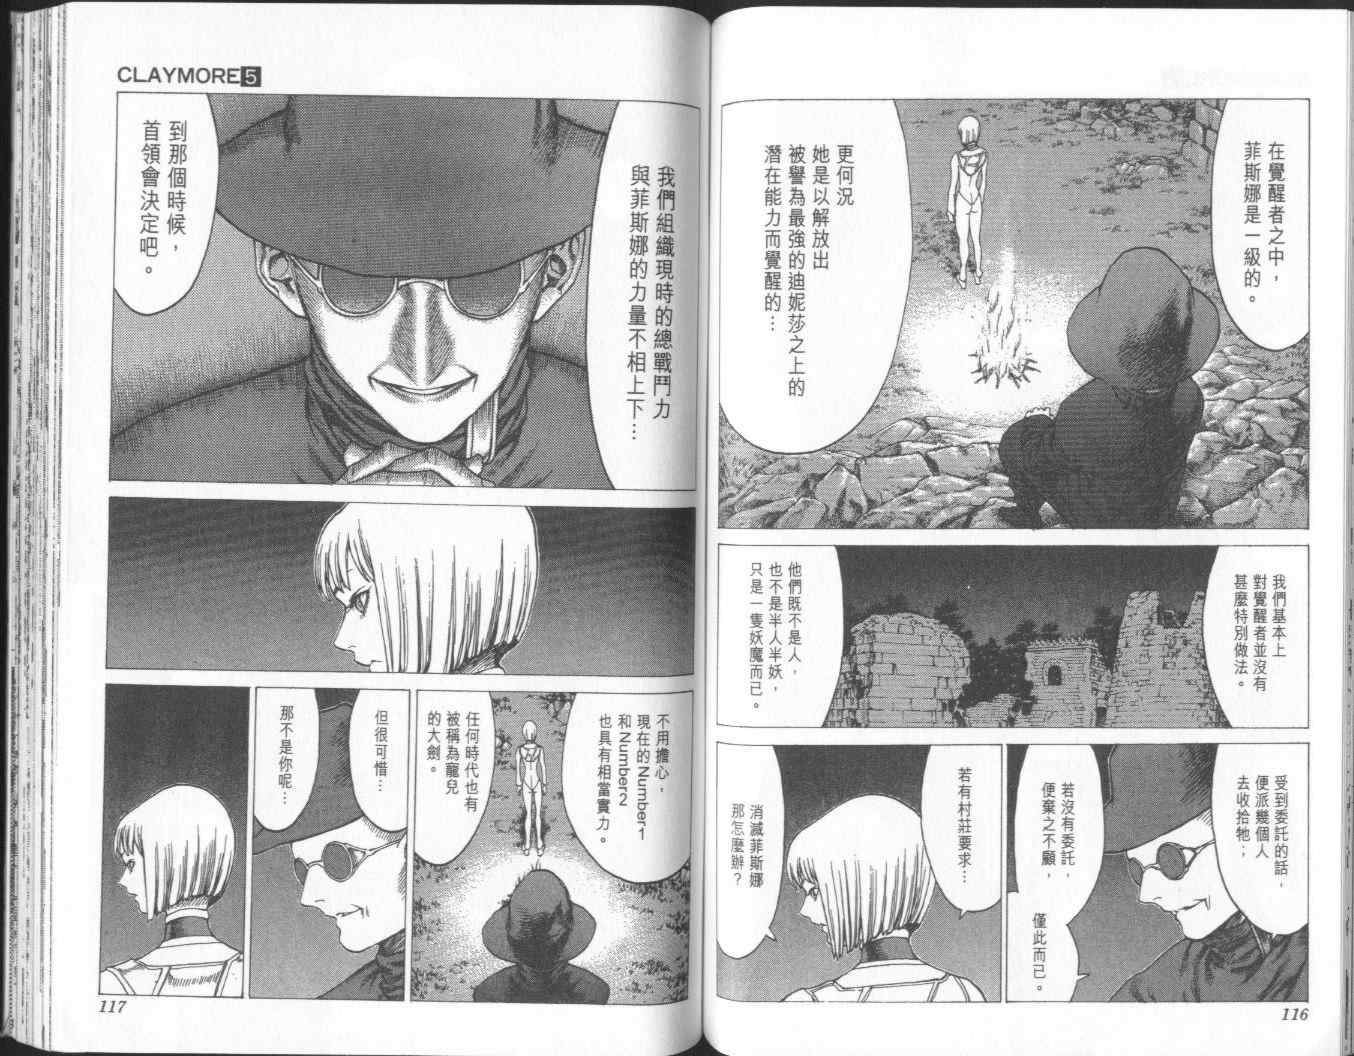 在覺醒者之中，
菲斯娜是一級的。
更何況
她是以解放出
被譽為最強的迪妮莎之上的
潛在能力而覺醒的…
我們基本上
對覺醒者並沒有
甚麼特別做法。
他們既不是人，
也不是半人半妖，
只是一隻妖魔而已。
受到委託的話，
便派幾個人
去收拾牠；
若沒有委託，
便棄之不顧，
僅此而已。
若有村莊要求…
消滅菲斯娜
那怎麼辦？
116
CLAYMORE5
我們組織現時的總戰鬥力
與菲斯娜的力量不相上下…
到那個時候，
首領會決定吧。
不用擔心，
現在的Number1
和Number2
也具有相當實力。
任何時代也有
被稱為寵兒
的大劍。
但很可惜…
那不是你呢…
117